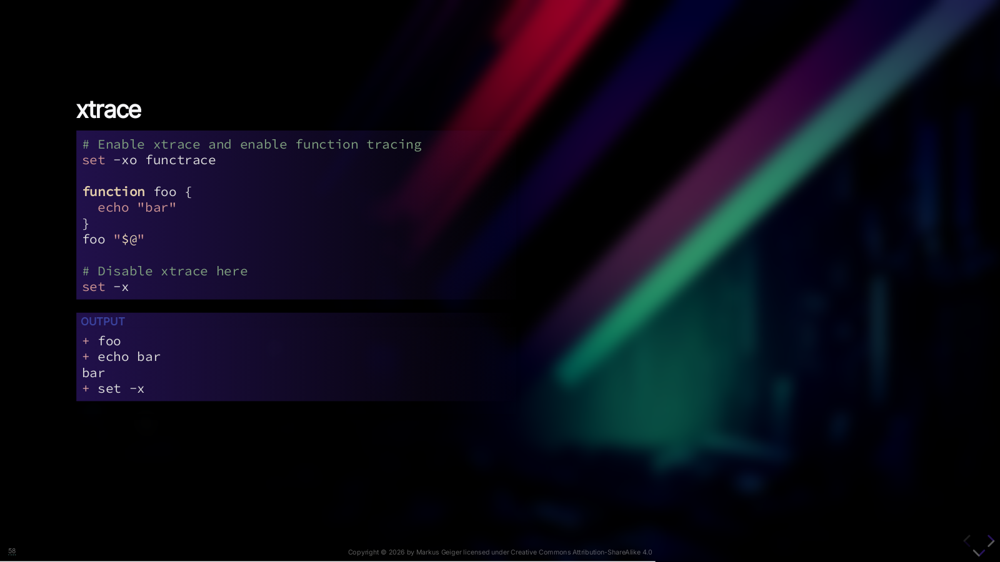 xtrace
# Enable xtrace and enable function tracing
set -xo functrace
function foo {
  echo "bar"
}
foo "$@"
# Disable xtrace here
set -x
OUTPUT
+ foo
+ echo bar
bar
+ set -x
58
Copyright © 2026 by Markus Geiger licensed under Creative Commons Attribution-ShareAlike 4.0